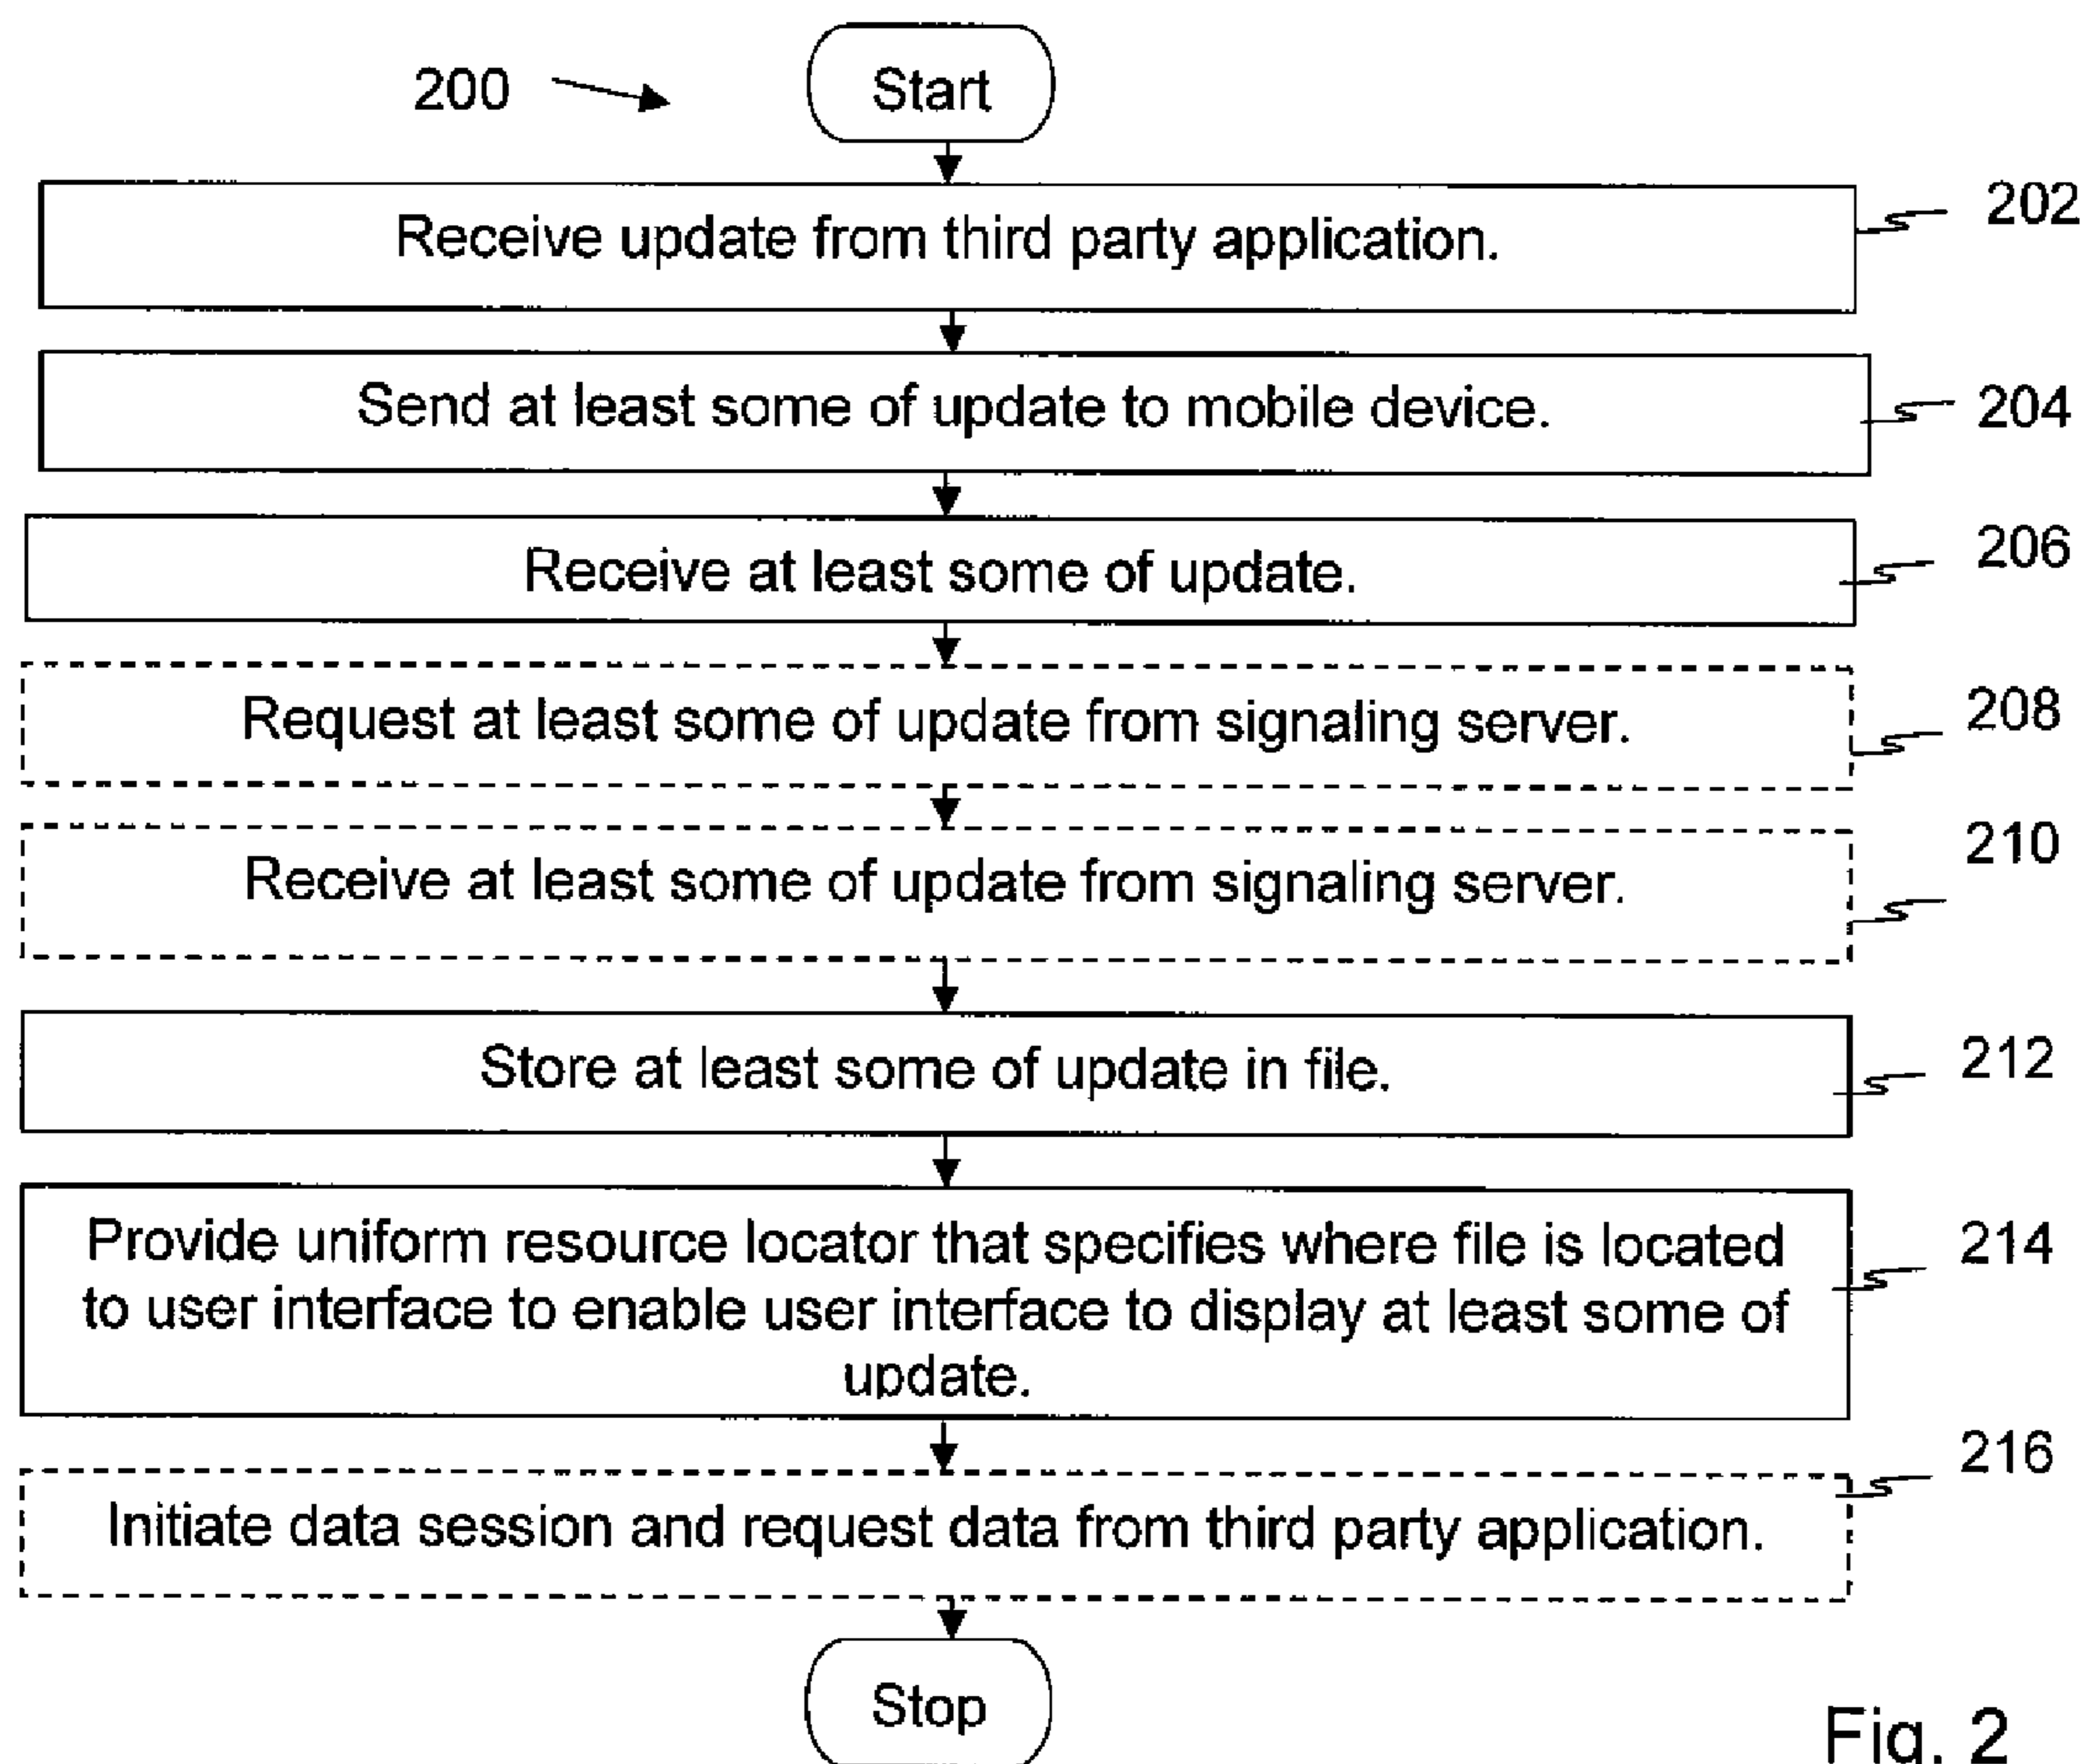 200
Start
Receive update from third party application.
202
Send at least some of update to mobile device.
204
Receive at least some of update.
206
Request at least some of update from signaling server.
208
Receive at least some of update from signaling server.
210
Store at least some of update in file.
212
Provide uniform resource locator that specifies where file is located
to user interface to enable user interface to display at least some of
update.
214
Initiate data session and request data from third party application.
216
Stop
Fig. 2